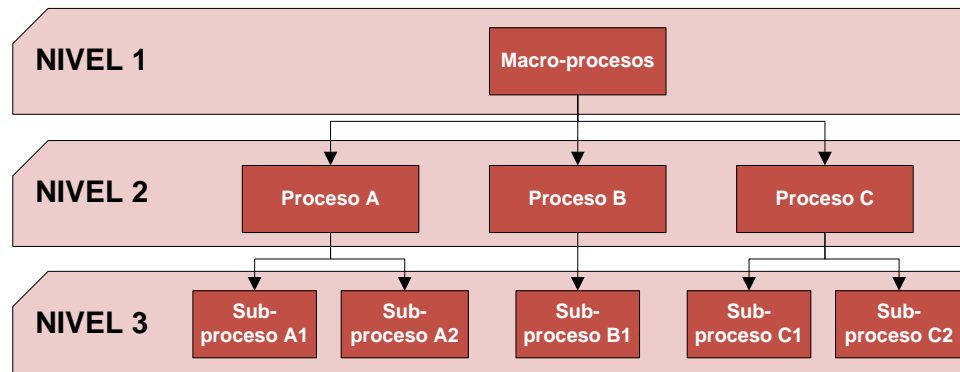 NIVEL 1
Macro-procesos
NIVEL 2
Proceso A
Proceso B
Proceso C
NIVEL 3
Sub-
proceso A1
Sub-
proceso A2
Sub-
proceso B1
Sub-
proceso C1
Sub-
proceso C2